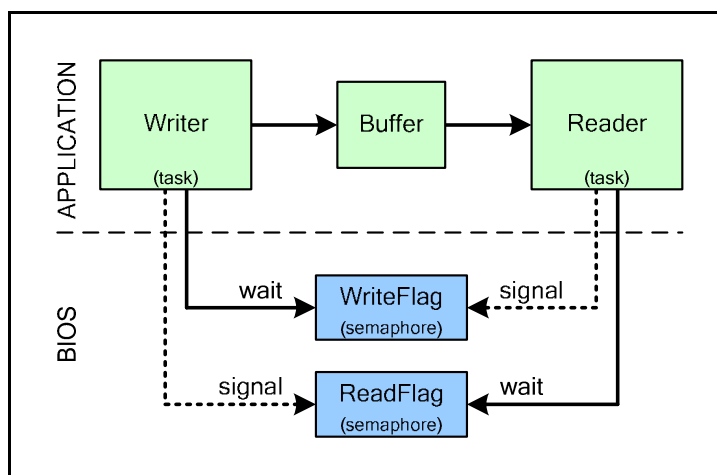 APPLICATION
Writer
(task)
Buffer
Reader
(task)
BIOS
wait
WriteFlag
(semaphore)
signal
signal
ReadFlag
(semaphore)
wait